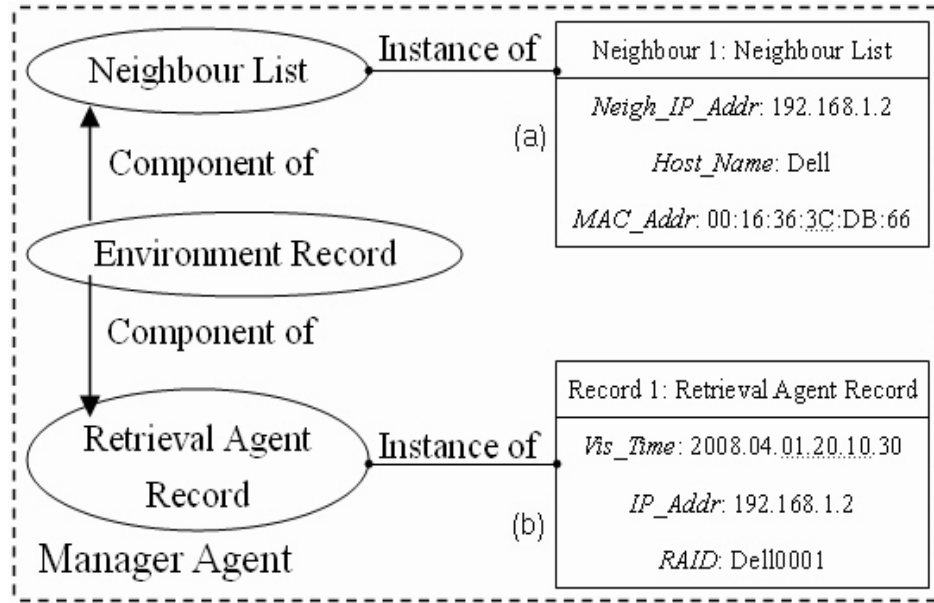 Neighbour List
Instance of
Neighbour 1: Neighbour List
Neigh_IP_Addr: 192.168.1.2
(a)
Host_Name: Dell
MAC_Addr: 00:16:36:3C:DB:66
Component of
Environment Record
Component of
Retrieval Agent
Record
Instance of
Record 1: Retrieval Agent Record
Vis_Time: 2008.04.01.20.10.30
IP_Addr: 192.168.1.2
(b)
RAID: Dell0001
Manager Agent